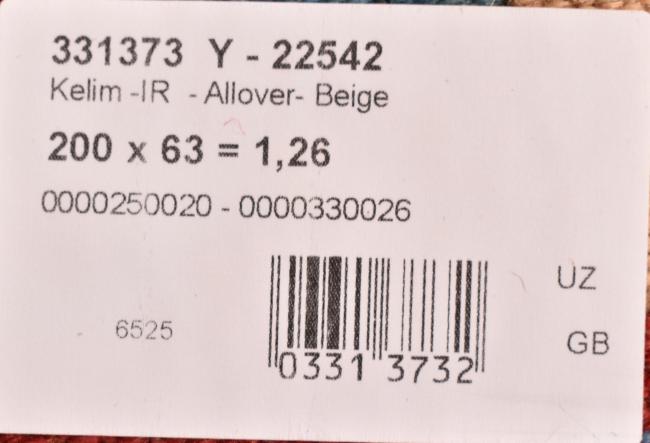 331373 Y - 22542
Kelim -IR - Allover- Beige
200 x 63 = 1,26
0000250020 - 0000330026
UZ
6525
GB
0331 3732